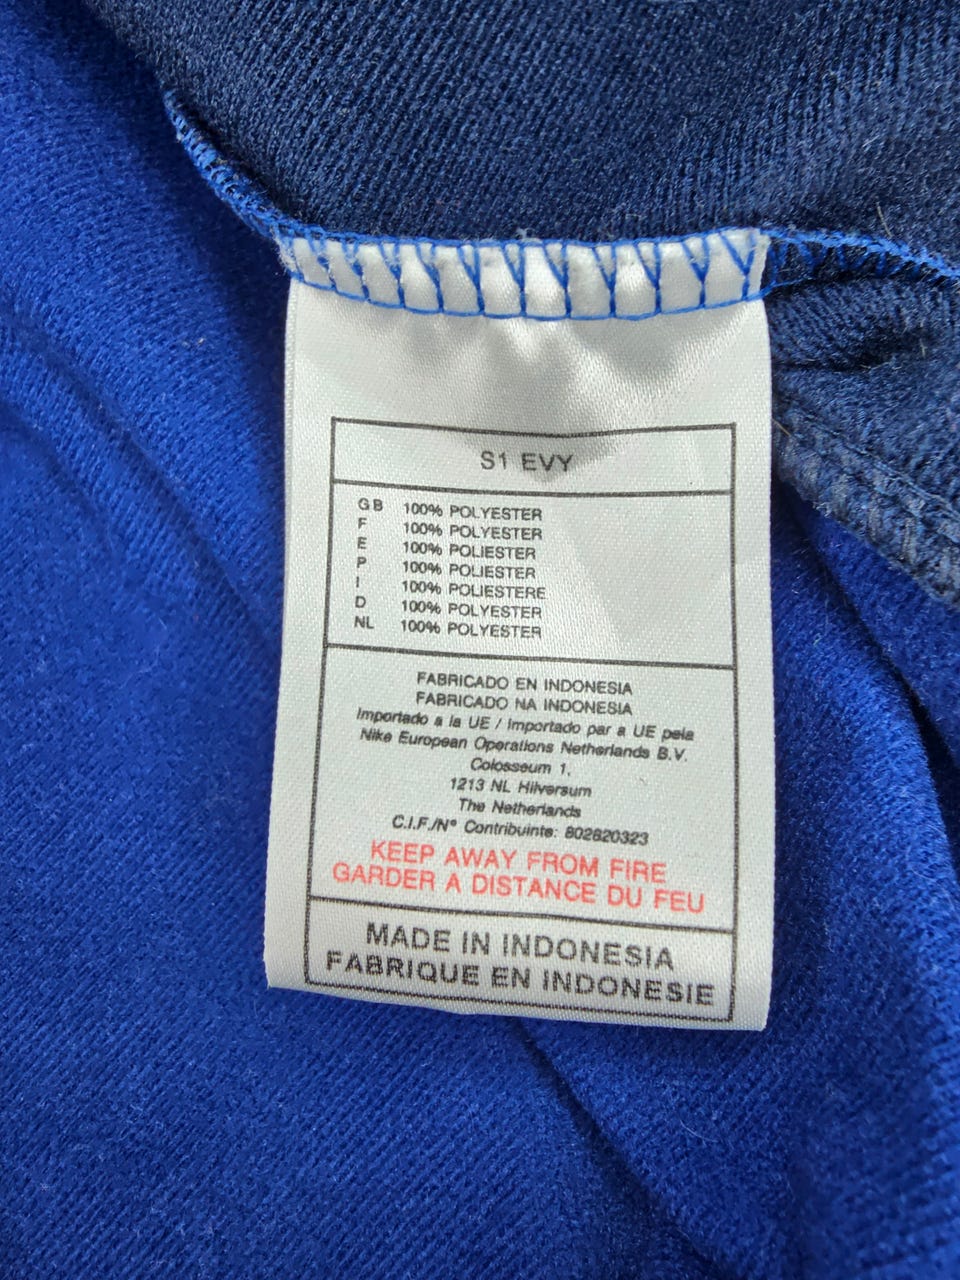 S1 EVY
GB 100% POLYESTER
F 100% POLYESTER
E 100% POLIESTER
P 100% POLIESTER
I 100% POLIESTERE
D 100% POLYESTER
NL 100% POLYESTER
FABRICADO EN INDONESIA
FABRICADO NA INDONESIA
Importado a la UE / Importado par a UE pela
Nike European Operations Netherlands B.V.
Colosseum 1,
1213 NL Hilversum
The Netherlands
C.I.F./Nº Contribuinte: 802620323
KEEP AWAY FROM FIRE
GARDER A DISTANCE DU FEU
MADE IN INDONESIA
FABRIQUE EN INDONESIE